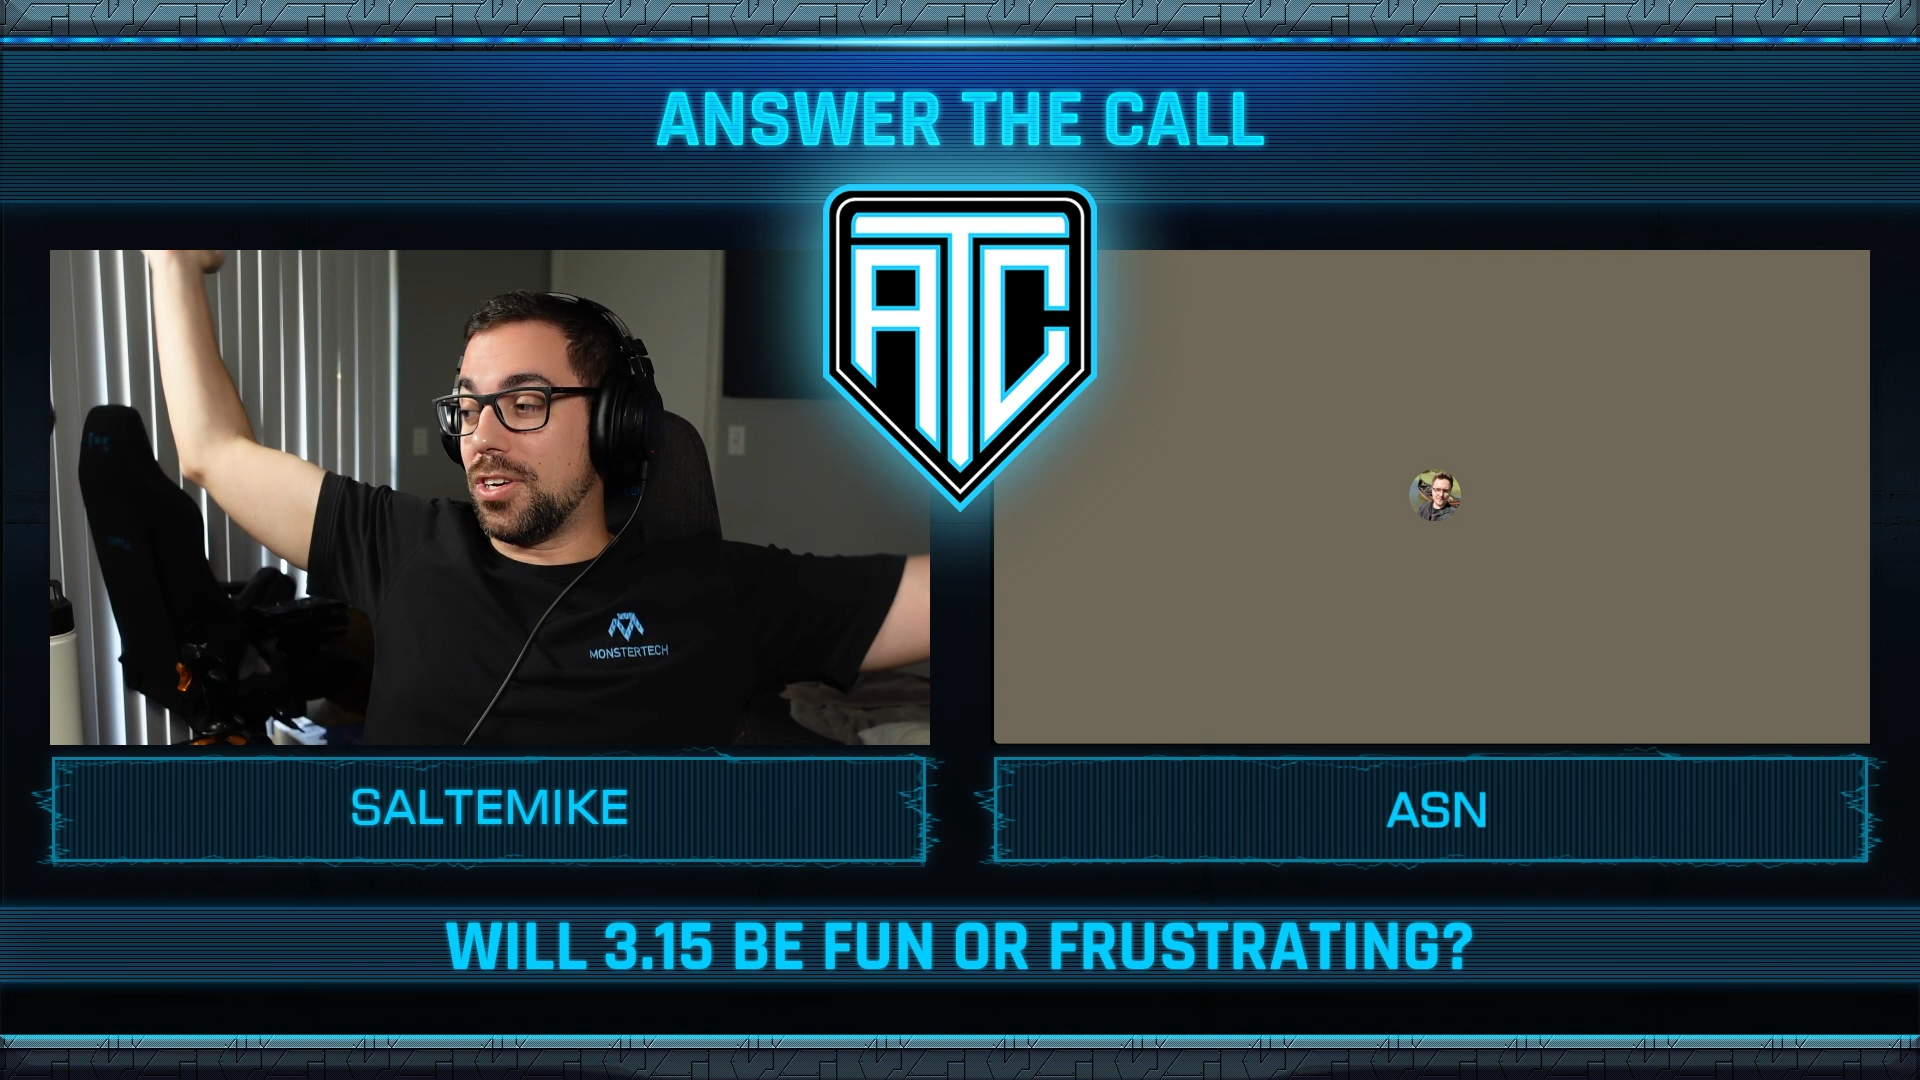 ANSWER THE CALL
ATC
MONSTERTECH
SALTEMIKE
ASN
WILL 3.15 BE FUN OR FRUSTRATING?